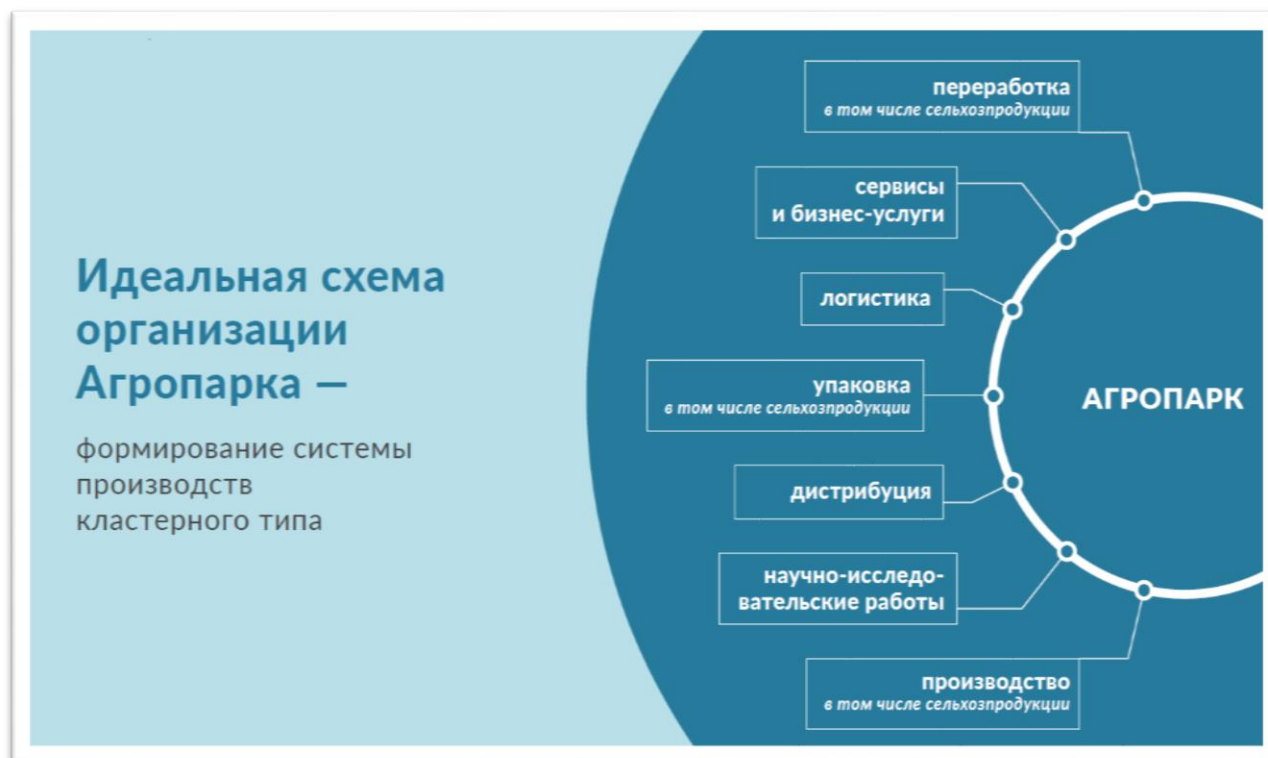 Идеальная схема
организации
Агропарка —
формирование системы
производств
кластерного типа
переработка
в том числе сельхозпродукции
сервисы
и бизнес-услуги
логистика
упаковка
в том числе сельхозпродукции
дистрибуция
научно-исследо-
вательские работы
производство
в том числе сельхозпродукции
АГРОПАРК